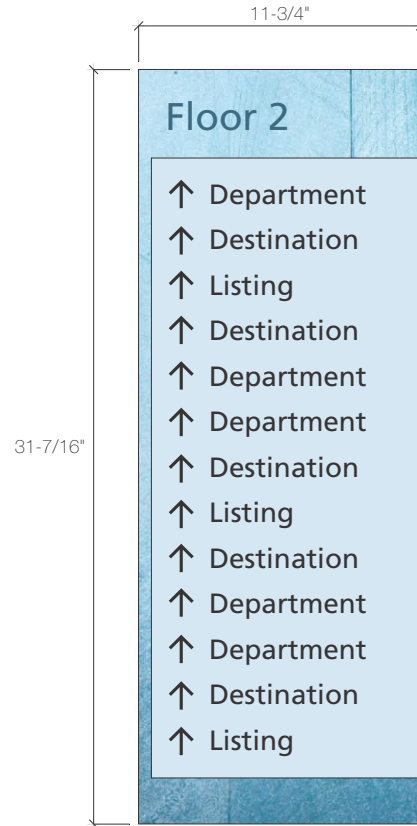 11-3/4"
Floor 2
↑ Department
↑ Destination
↑ Listing
↑ Destination
↑ Department
↑ Department
31-7/16"
↑ Destination
↑ Listing
↑ Destination
↑ Department
↑ Department
↑ Destination
↑ Listing